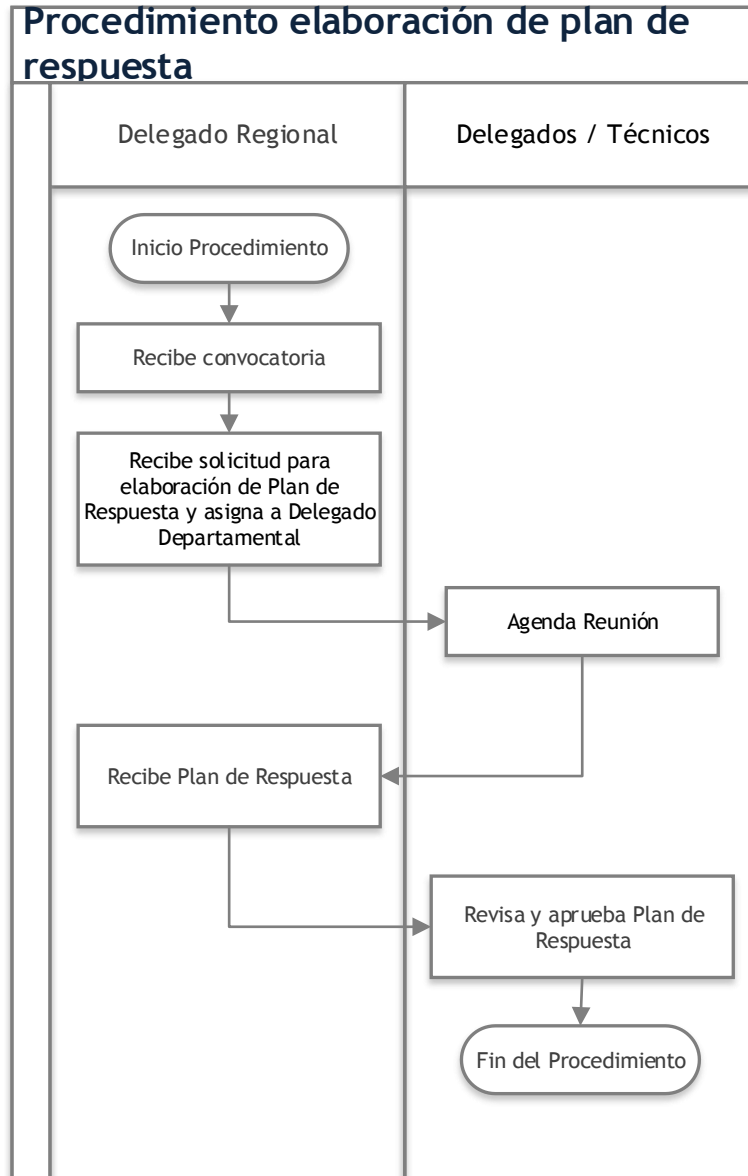 Procedimiento elaboración de plan de
respuesta
Delegado Regional
Delegados / Técnicos
Inicio Procedimiento
Recibe convocatoria
Recibe solicitud para
elaboración de Plan de
Respuesta y asigna a Delegado
Departamental
Agenda Reunión
Recibe Plan de Respuesta
Revisa y aprueba Plan de
Respuesta
Fin del Procedimiento